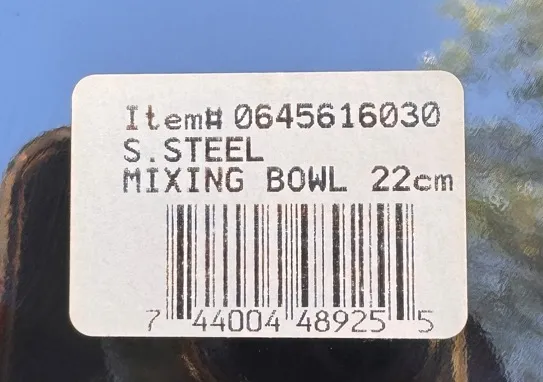 Item# 0645616030
S.STEEL
MIXING BOWL 22cm
7 44004 48925 5